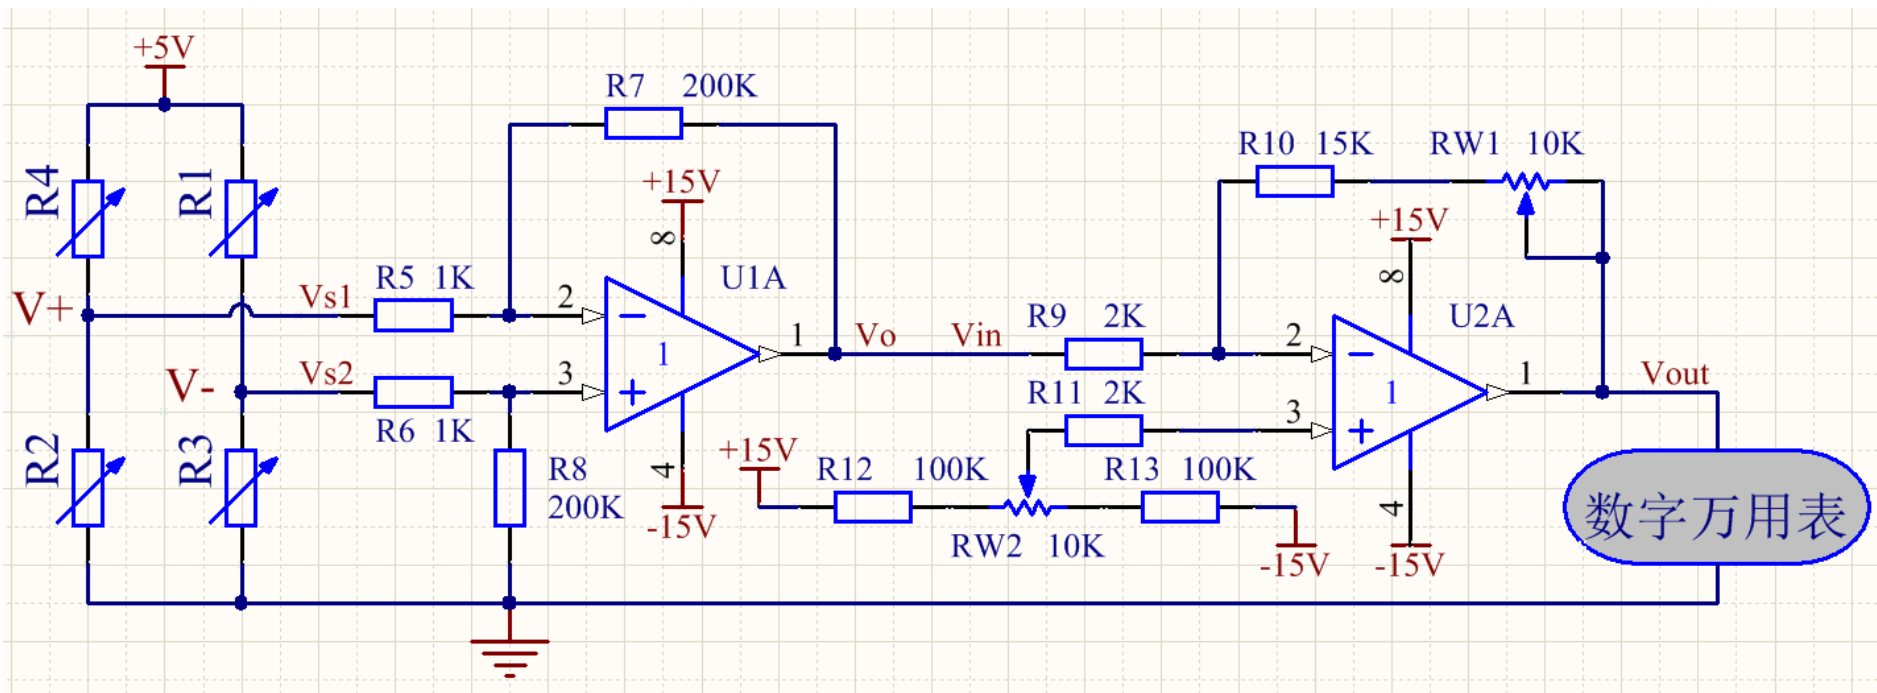 +5V
R7 200K
R10 15K RW1 10K
R4
R1
+15V
8
+15V
8
V+
Vs1
R5 1K
2
U1A
1
1
Vo
Vin
R9 2K
2
U2A
V-
Vs2
R6 1K
3
R11 2K
3
1
1
Vout
R2
R3
R8
200K
4
-15V
+15V
R12 100K
R13 100K
RW2 10K
-15V
4
-15V
数字万用表